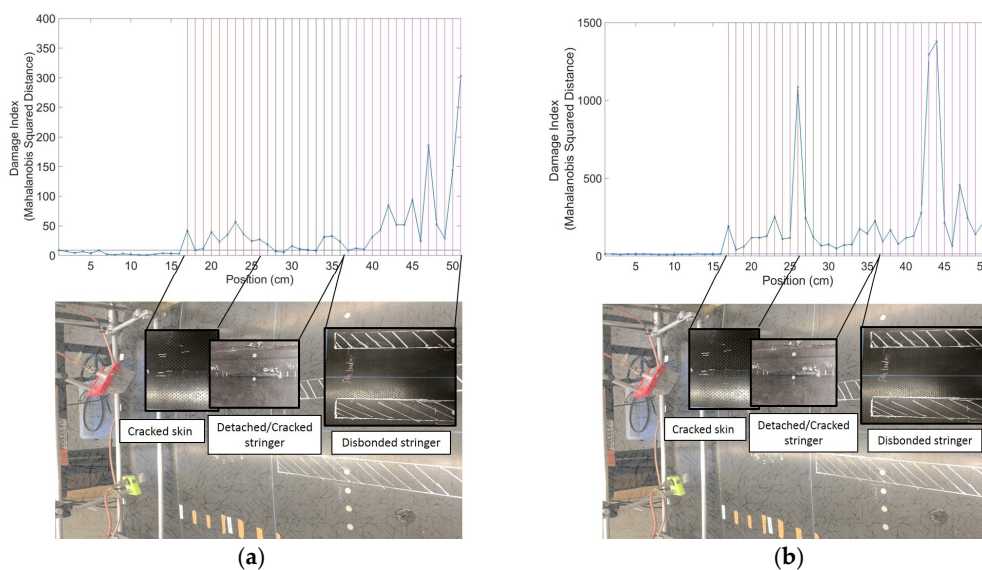 400
350
300
250
200
150
100
50
0
Damage Index
(Mahalanobis Squared Distance)
5
10
15
20
25
30
35
40
45
50
Position (cm)
Cracked skin
Detached/Cracked
stringer
Disbonded stringer
(a)
1500
1000
500
0
Damage Index
(Mahalanobis Squared Distance)
5
10
15
20
25
30
35
40
45
50
Position (cm)
Cracked skin
Detached/Cracked
stringer
Disbonded stringer
(b)